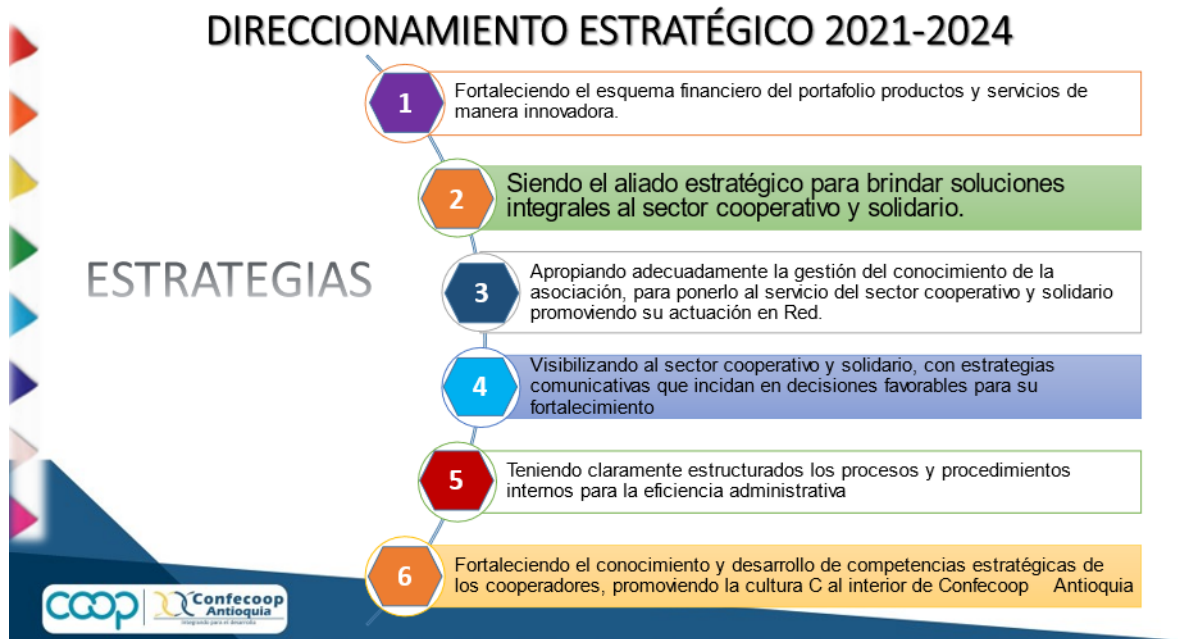 DIRECCIONAMIENTO ESTRATÉGICO 2021-2024
ESTRATEGIAS
1
Fortaleciendo el esquema financiero del portafolio productos y servicios de
manera innovadora.
2
Siendo el aliado estratégico para brindar soluciones
integrales al sector cooperativo y solidario.
3
Apropiando adecuadamente la gestión del conocimiento de la
asociación, para ponerlo al servicio del sector cooperativo y solidario
promoviendo su actuación en Red.
4
Visibilizando al sector cooperativo y solidario, con estrategias
comunicativas que incidan en decisiones favorables para su
fortalecimiento
5
Teniendo claramente estructurados los procesos y procedimientos
internos para la eficiencia administrativa
6
Fortaleciendo el conocimiento y desarrollo de competencias estratégicas de
los cooperadores, promoviendo la cultura C al interior de Confecoop Antioquia
coop
Confecoop
Antioquia
Integrando para el desarrollo